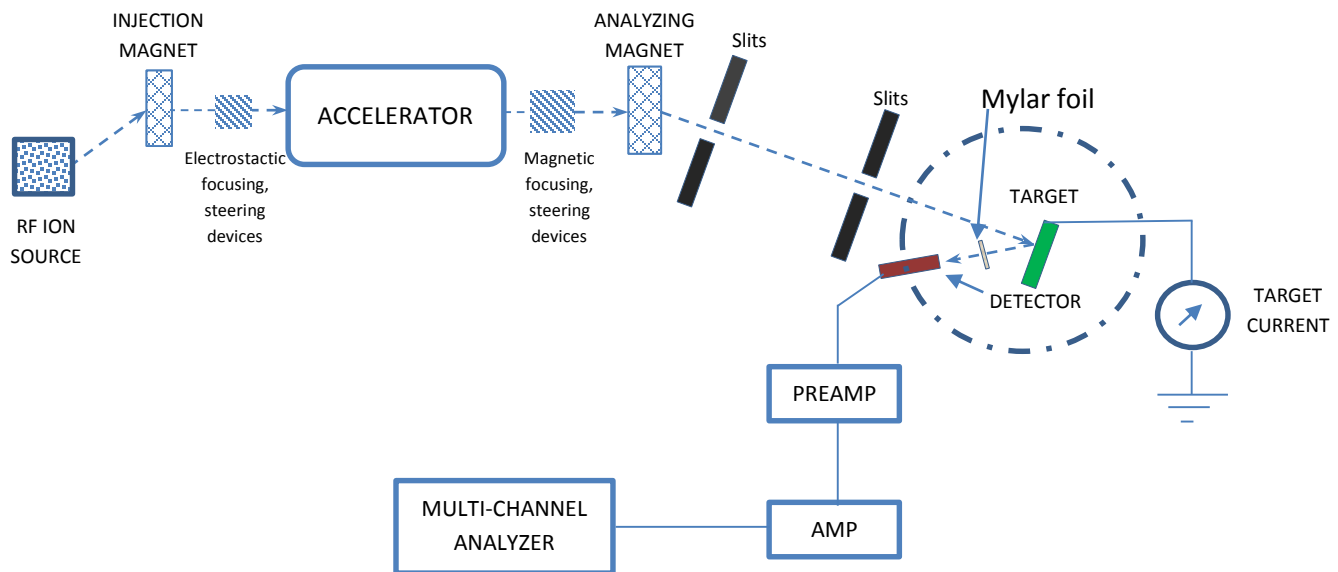 INJECTION
MAGNET
ANALYZING
MAGNET
Slits
Slits
Mylar foil
ACCELERATOR
Electrostactic
focusing,
steering
devices
Magnetic
focusing,
steering
devices
RF ION
SOURCE
TARGET
DETECTOR
TARGET
CURRENT
PREAMP
MULTI-CHANNEL
ANALYZER
AMP